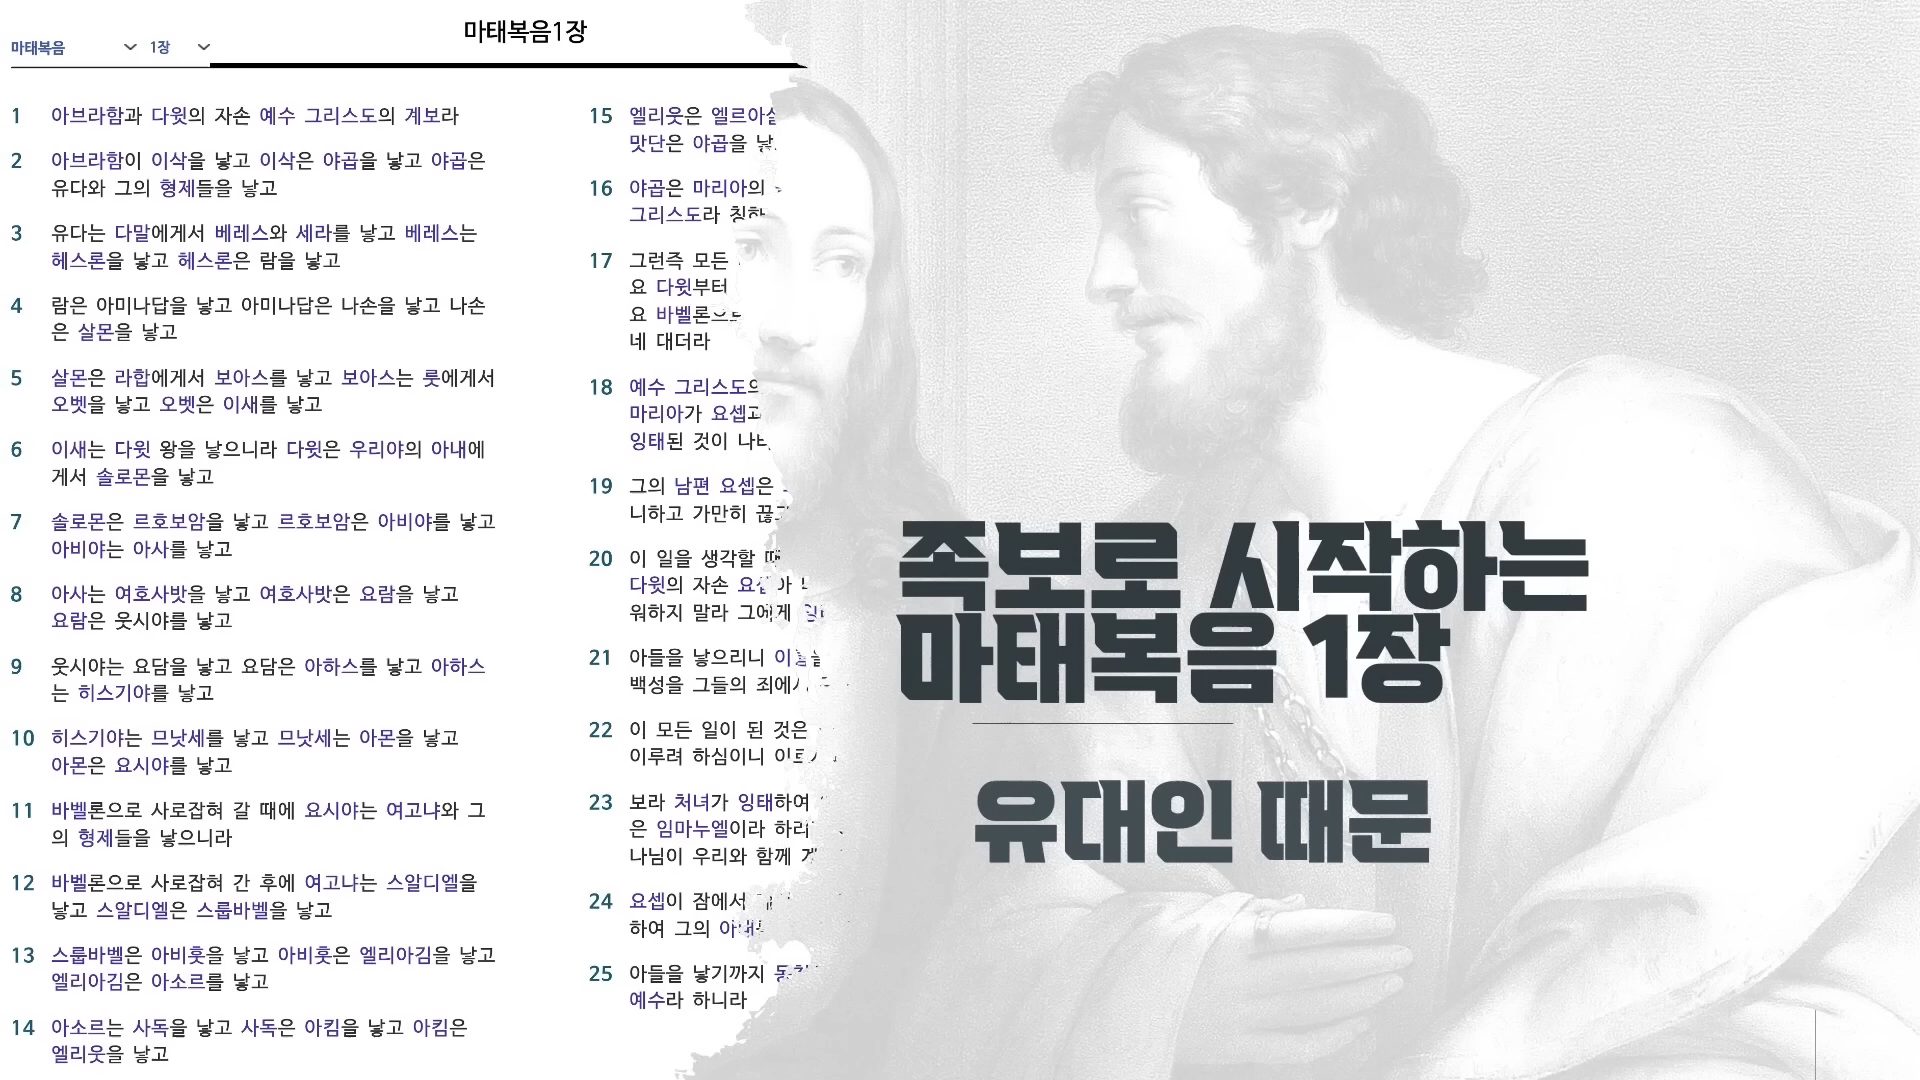 마태복음 1장
마태복음1장
1 아브라함과 다윗의 자손 예수 그리스도의 계보라
2 아브라함이 이삭을 낳고 이삭은 야곱을 낳고 야곱은
유다와 그의 형제들을 낳고
3 유다는 다말에게서 베레스와 세라를 낳고 베레스는
헤스론을 낳고 헤스론은 람을 낳고
4 람은 아미나답을 낳고 아미나답은 나손을 낳고 나손
은 살몬을 낳고
5 살몬은 라합에게서 보아스를 낳고 보아스는 룻에게서
오벳을 낳고 오벳은 이새를 낳고
6 이새는 다윗 왕을 낳으니라 다윗은 우리야의 아내에
게서 솔로몬을 낳고
7 솔로몬은 르호보암을 낳고 르호보암은 아비야를 낳고
아비야는 아사를 낳고
8 아사는 여호사밧을 낳고 여호사밧은 요람을 낳고
요람은 웃시야를 낳고
9 웃시야는 요담을 낳고 요담은 아하스를 낳고 아하스
는 히스기야를 낳고
10 히스기야는 므낫세를 낳고 므낫세는 아몬을 낳고
아몬은 요시야를 낳고
11 바벨론으로 사로잡혀 갈 때에 요시야는 여고냐와 그
의 형제들을 낳으니라
12 바벨론으로 사로잡혀 간 후에 여고냐는 스알디엘을
낳고 스알디엘은 스룹바벨을 낳고
13 스룹바벨은 아비훗을 낳고 아비훗은 엘리아김을 낳고
엘리아김은 아소르를 낳고
14 아소르는 사독을 낳고 사독은 아킴을 낳고 아킴은
엘리웃을 낳고
15 엘리웃은
맛단은 야곱을
16 야곱은 마리아의
그리스도라
17 그런즉 모든
요 다윗부터
요 바벨론으로
네 대더라
18 예수 그리스도의
마리아가 요셉과
잉태된 것이
19 그의 남편 요셉은
니하고 가만히
20 이 일을 생각할 때
다윗의 자손
워하지 말라 그에게
21 아들을 낳으리니
백성을 그들의
22 이 모든 일이 된 것은
이루려 하심이니
23 보라 처녀가 잉태하여
은 임마누엘이라
나님이 우리와 함께
24 요셉이 잠에서
하여 그의
25 아들을 낳기까지
예수라 하니라
족보로 시작하는
마태복음 1장
유대인 때문